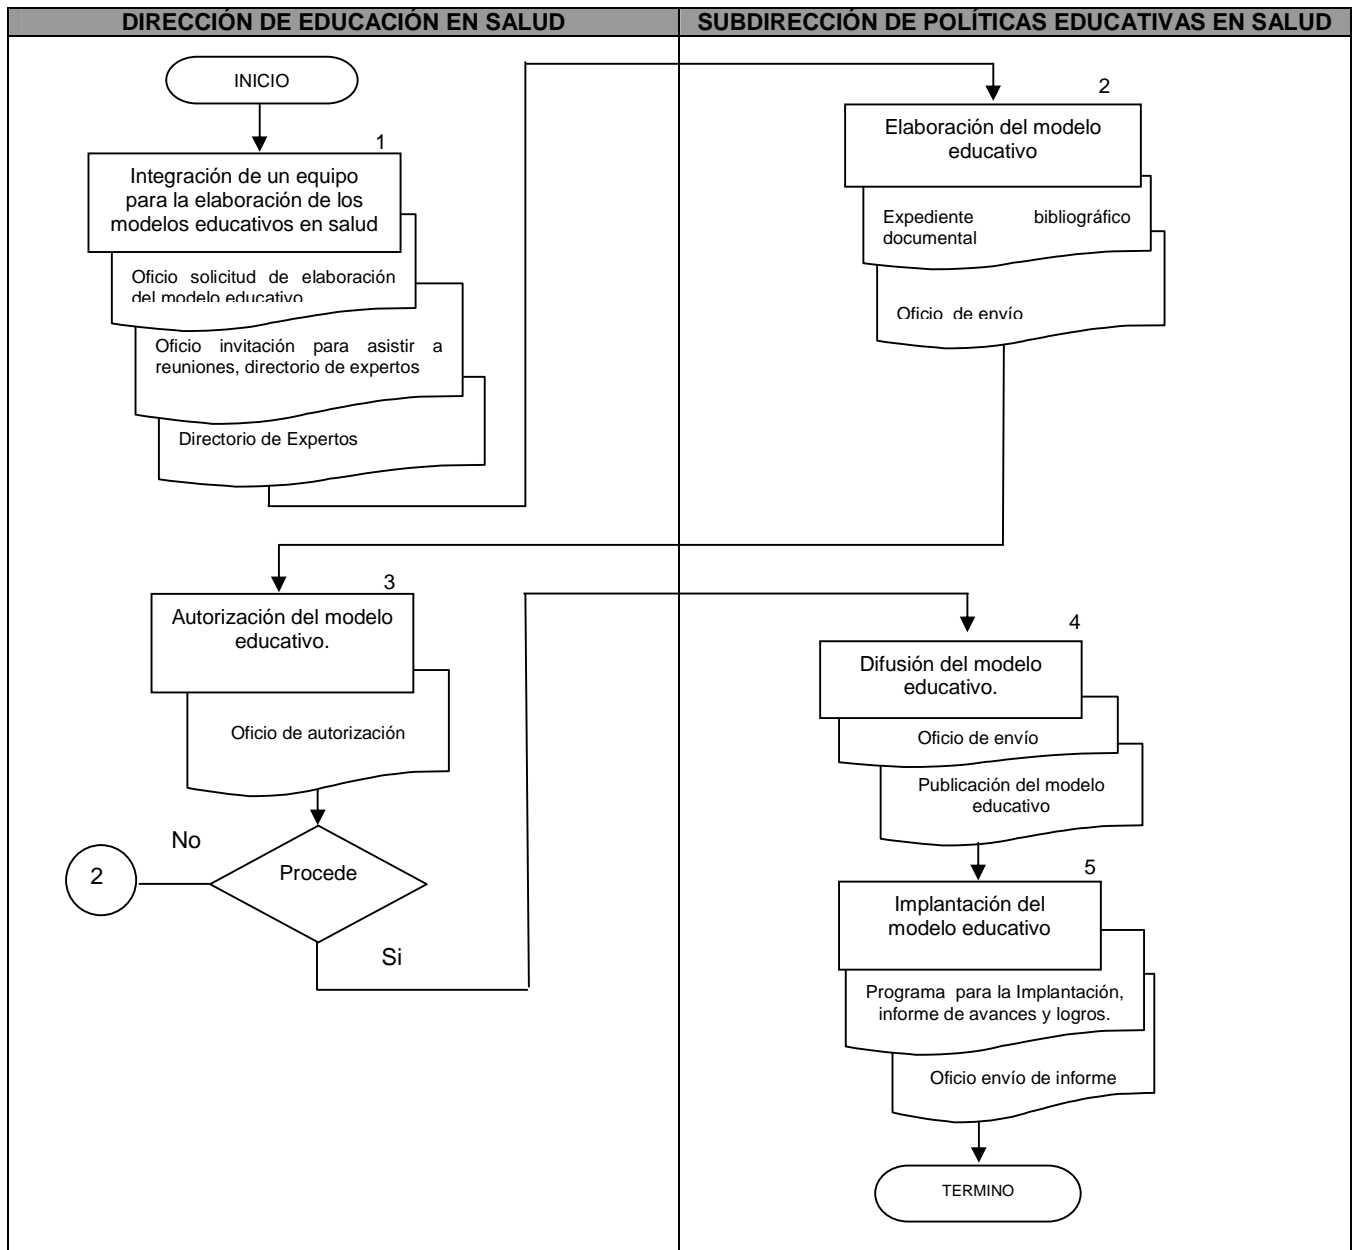 DIRECCIÓN DE EDUCACIÓN EN SALUD
SUBDIRECCIÓN DE POLÍTICAS EDUCATIVAS EN SALUD
INICIO
1
Integración de un equipo
para la elaboración de los
modelos educativos en salud
Oficio solicitud de elaboración
del modelo educativo
Oficio invitación para asistir a
reuniones, directorio de expertos
Directorio de Expertos
2
Elaboración del modelo
educativo
Expediente bibliográfico
documental
Oficio de envío
3
Autorización del modelo
educativo.
Oficio de autorización
Procede
No
2
Si
4
Difusión del modelo
educativo.
Oficio de envío
Publicación del modelo
educativo
5
Implantación del
modelo educativo
Programa para la Implantación,
informe de avances y logros.
Oficio envío de informe
TERMINO